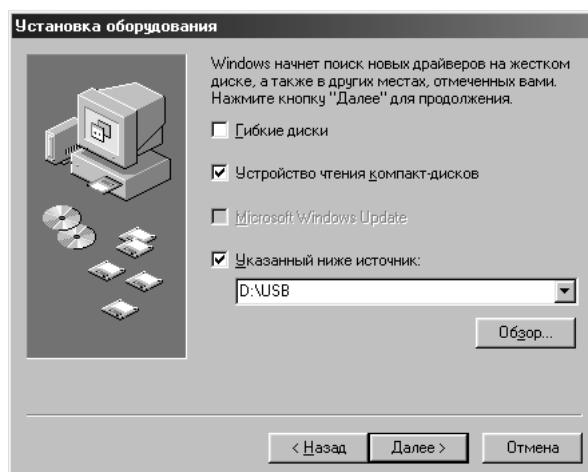 Установка оборудования
Windows начнет поиск новых драйверов на жестком
диске, а также в других местах, отмеченных вами.
Нажмите кнопку "Далее" для продолжения.
Гибкие диски
Устройство чтения компакт-дисков
Microsoft Windows Update
Указанный ниже источник:
D:\USB
Обзор...
< Назад Далее > Отмена